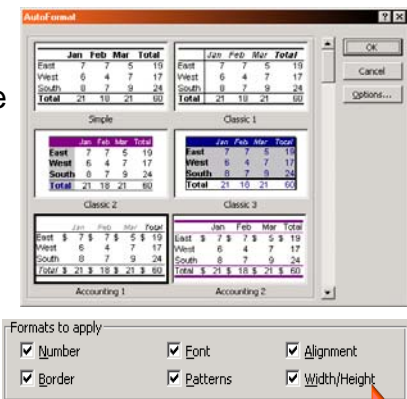 AutoFormat
Jan Feb Mar Total
East 7 7 5 19
West 6 4 7 17
South 8 7 9 24
Total 21 18 21 60
Simple
Jan Feb Mar Total
East 7 7 5 19
West 6 4 7 17
South 8 7 9 24
Total 21 18 21 60
Classic 1
OK
Cancel
Options...
e
Jan Feb Mar Total
East 7 7 5 19
West 6 4 7 17
South 8 7 9 24
Total 21 18 21 60
Classic 2
Jan Feb Mar Total
East 7 7 5 19
West 6 4 7 17
South 8 7 9 24
Total 21 18 21 60
Classic 3
Jan Feb Mar Total
East $ 7 $ 7 $ 5 $ 19
West 6 4 7 17
South 8 7 9 24
Total $ 21 $ 18 $ 21 $ 60
Accounting 1
Jan Feb Mar Total
East $ 7 $ 7 $ 5 $ 19
West 6 4 7 17
South 8 7 9 24
Total $ 21 $ 18 $ 21 $ 60
Accounting 2
Formats to apply
Number Font Alignment
Border Patterns Width/Height